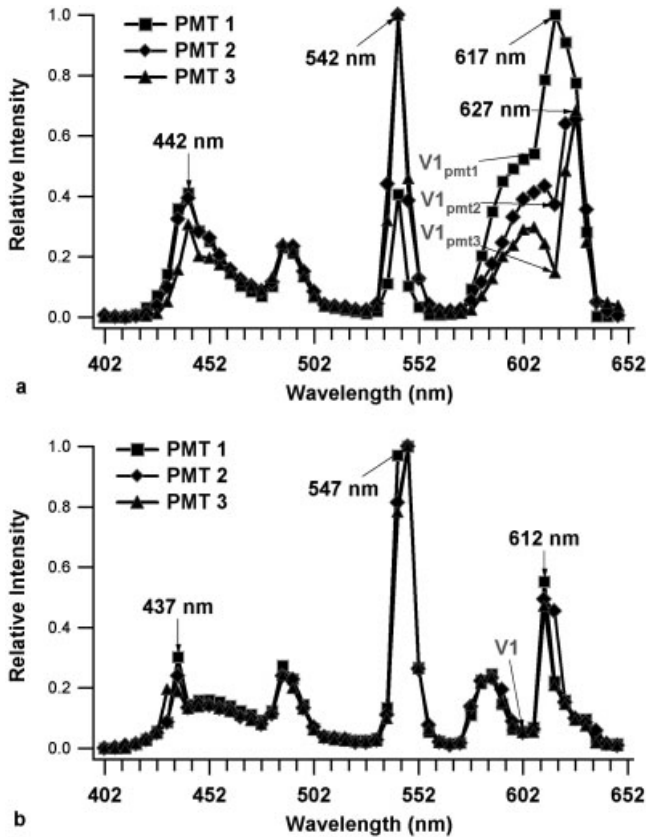 PMT 1
PMT 2
PMT 3
442 nm
542 nm
617 nm
627 nm
V1pmt1
V1pmt2
V1pmt3
Relative Intensity
1.0
0.8
0.6
0.4
0.2
0.0
402 452 502 552 602 652
Wavelength (nm)
a
PMT 1
PMT 2
PMT 3
437 nm
547 nm
612 nm
V1
Relative Intensity
1.0
0.8
0.6
0.4
0.2
0.0
402 452 502 552 602 652
Wavelength (nm)
b